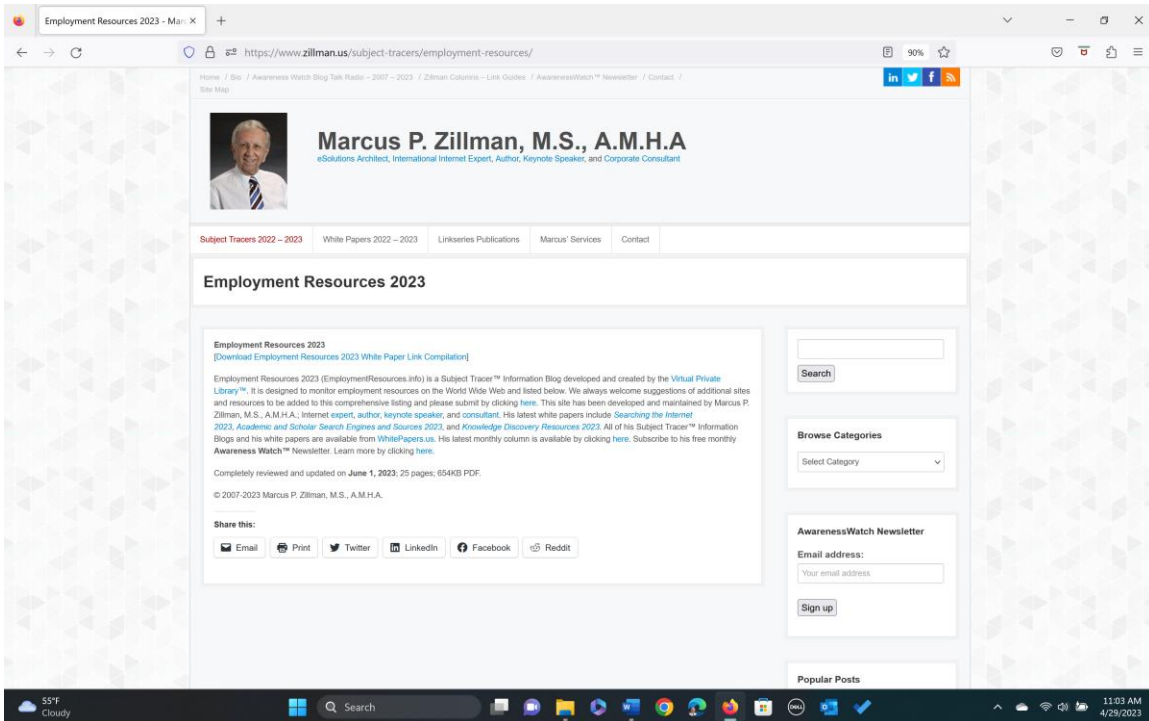 Employment Resources 2023 - Marc
https://www.zillman.us/subject-tracers/employment-resources/
90%
Home / Bio / Awareness Watch Blog Talk Radio – 2007 – 2023 / Zillman Columns – Link Guides / AwarenessWatch™ Newsletter / Contact /
Site Map
in f
Marcus P. Zillman, M.S., A.M.H.A
eSolutions Architect, International Internet Expert, Author, Keynote Speaker, and Corporate Consultant
Subject Tracers 2022 – 2023 White Papers 2022 – 2023 Linkseries Publications Marcus' Services Contact
Employment Resources 2023
Employment Resources 2023
[Download Employment Resources 2023 White Paper Link Compilation]
Employment Resources 2023 (EmploymentResources.info) is a Subject Tracer™ Information Blog developed and created by the Virtual Private
Library™. It is designed to monitor employment resources on the World Wide Web and listed below. We always welcome suggestions of additional sites
and resources to be added to this comprehensive listing and please submit by clicking here. This site has been developed and maintained by Marcus P.
Zillman, M.S., A.M.H.A.; Internet expert, author, keynote speaker, and consultant. His latest white papers include Searching the Internet
2023, Academic and Scholar Search Engines and Sources 2023, and Knowledge Discovery Resources 2023. All of his Subject Tracer™ Information
Blogs and his white papers are available from WhitePapers.us. His latest monthly column is available by clicking here. Subscribe to his free monthly
Awareness Watch™ Newsletter. Learn more by clicking here.
Completely reviewed and updated on June 1, 2023; 25 pages; 654KB PDF.
© 2007-2023 Marcus P. Zillman, M.S., A.M.H.A.
Share this:
Email Print Twitter LinkedIn Facebook Reddit
Search
Browse Categories
Select Category
AwarenessWatch Newsletter
Email address:
Your email address
Sign up
Popular Posts
55°F
Cloudy
Search
DELL
11:03 AM
4/29/2023